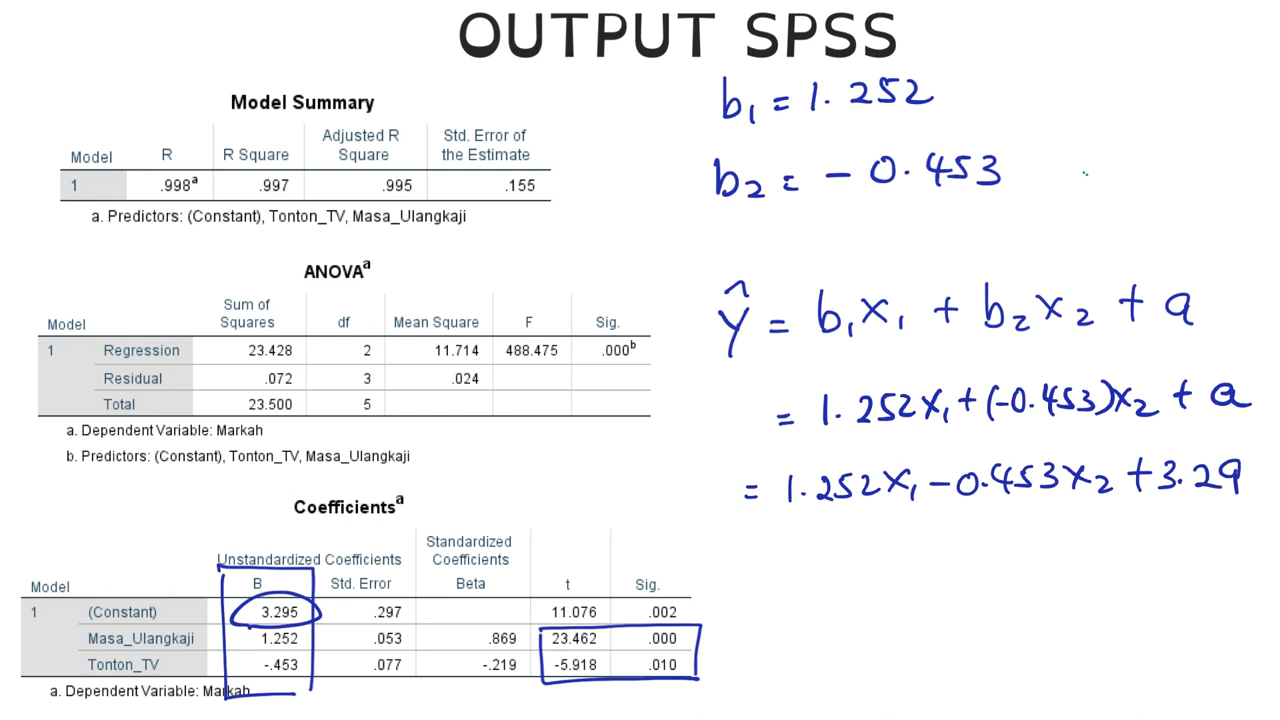 OUTPUT SPSS
Model Summary
Model R R Square Adjusted R Square Std. Error of the Estimate
1 .998a .997 .995 .155
a. Predictors: (Constant), Tonton_TV, Masa_Ulangkaji
ANOVAa
Model Sum of Squares df Mean Square F Sig.
1 Regression 23.428 2 11.714 488.475 .000b
Residual .072 3 .024
Total 23.500 5
a. Dependent Variable: Markah
b. Predictors: (Constant), Tonton_TV, Masa_Ulangkaji
Coefficientsa
Unstandardized Coefficients Standardized Coefficients
Model B Std. Error Beta t Sig.
1 (Constant) 3.295 .297 11.076 .002
Masa_Ulangkaji 1.252 .053 .869 23.462 .000
Tonton_TV -.453 .077 -.219 -5.918 .010
a. Dependent Variable: Markah
b1 = 1.252
b2 = -0.453
Ŷ = b1x1 + b2x2 + a
= 1.252x1 + (-0.453)x2 + a
= 1.252x1 - 0.453x2 + 3.29